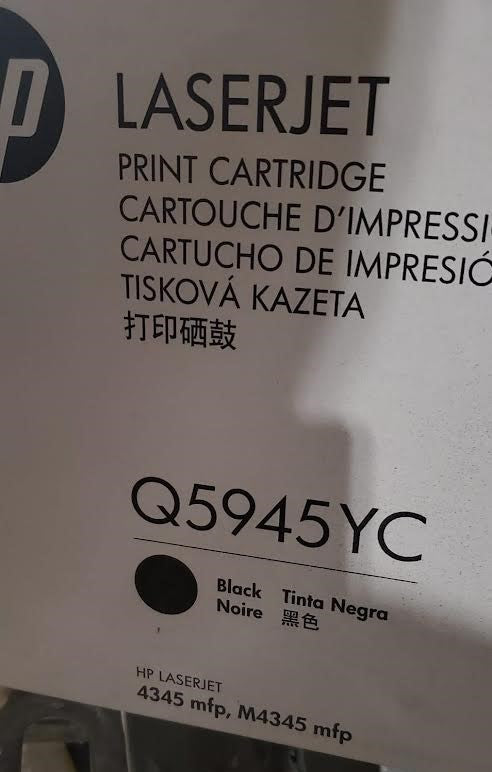 hp
LASERJET
PRINT CARTRIDGE
CARTOUCHE D'IMPRESSI
CARTUCHO DE IMPRESIÓ
TISKOVÁ KAZETA
打印硒鼓
Q5945YC
Black Tinta Negra
Noire 黑色
HP LASERJET
4345 mfp, M4345 mfp